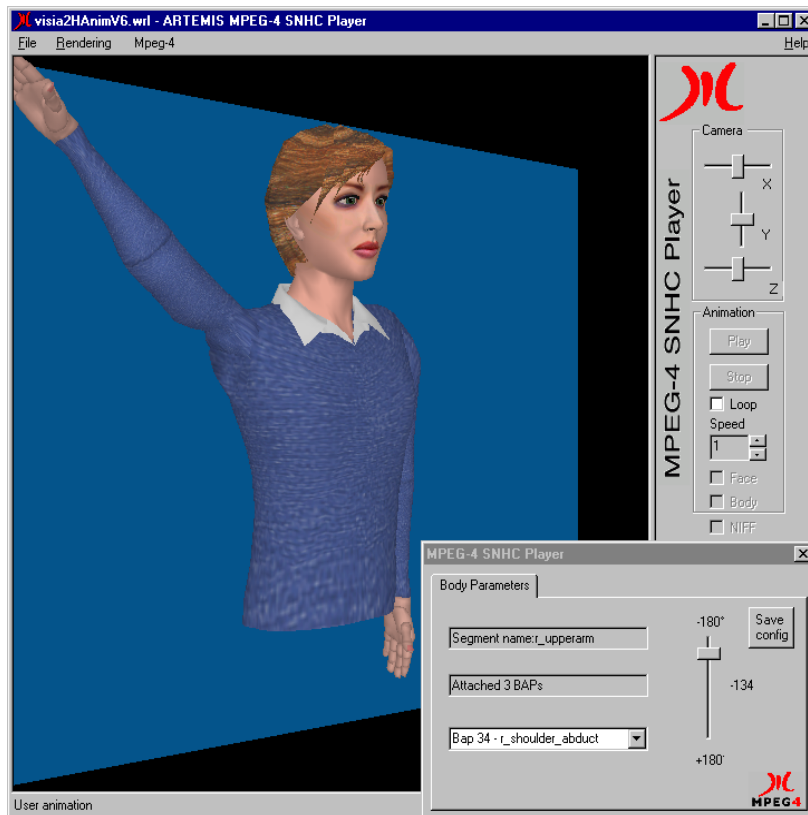 visia2HAnimV6.wrl - ARTEMIS MPEG-4 SNHC Player
File Rendering Mpeg-4 Help
MPEG-4 SNHC Player
Camera
X
Y
Z
Animation
Play
Stop
Loop
Speed
1
Face
Body
NIFF
MPEG-4 SNHC Player
Body Parameters
Segment name:r_upperarm
Attached 3 BAPs
Bap 34 - r_shoulder_abduct
-180°
-134
+180°
Save
config
MPEG4
User animation